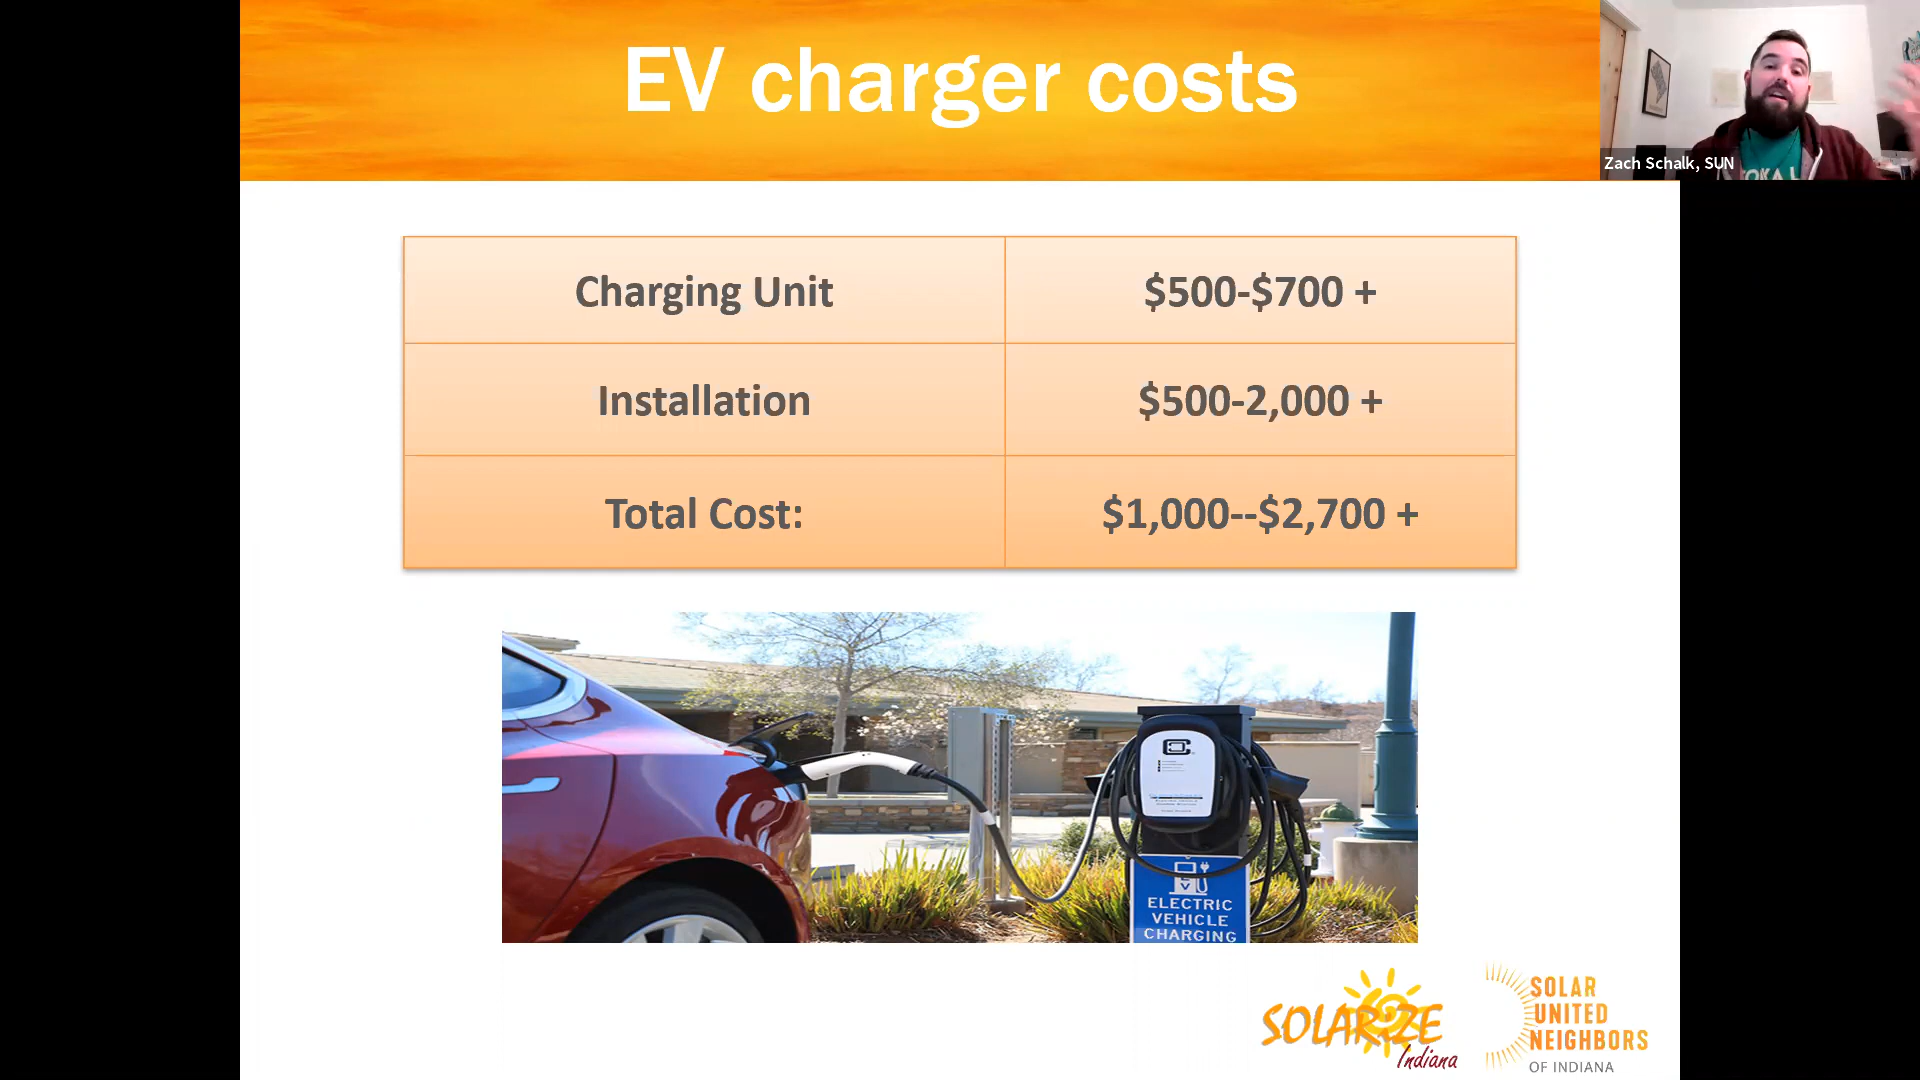 EV charger costs
Zach Schalk, SUN
Charging Unit
$500-$700 +
Installation
$500-2,000 +
Total Cost:
$1,000--$2,700 +
ELECTRIC
VEHICLE
CHARGING
SOLARIZE
Indiana
SOLAR
UNITED
NEIGHBORS
OF INDIANA